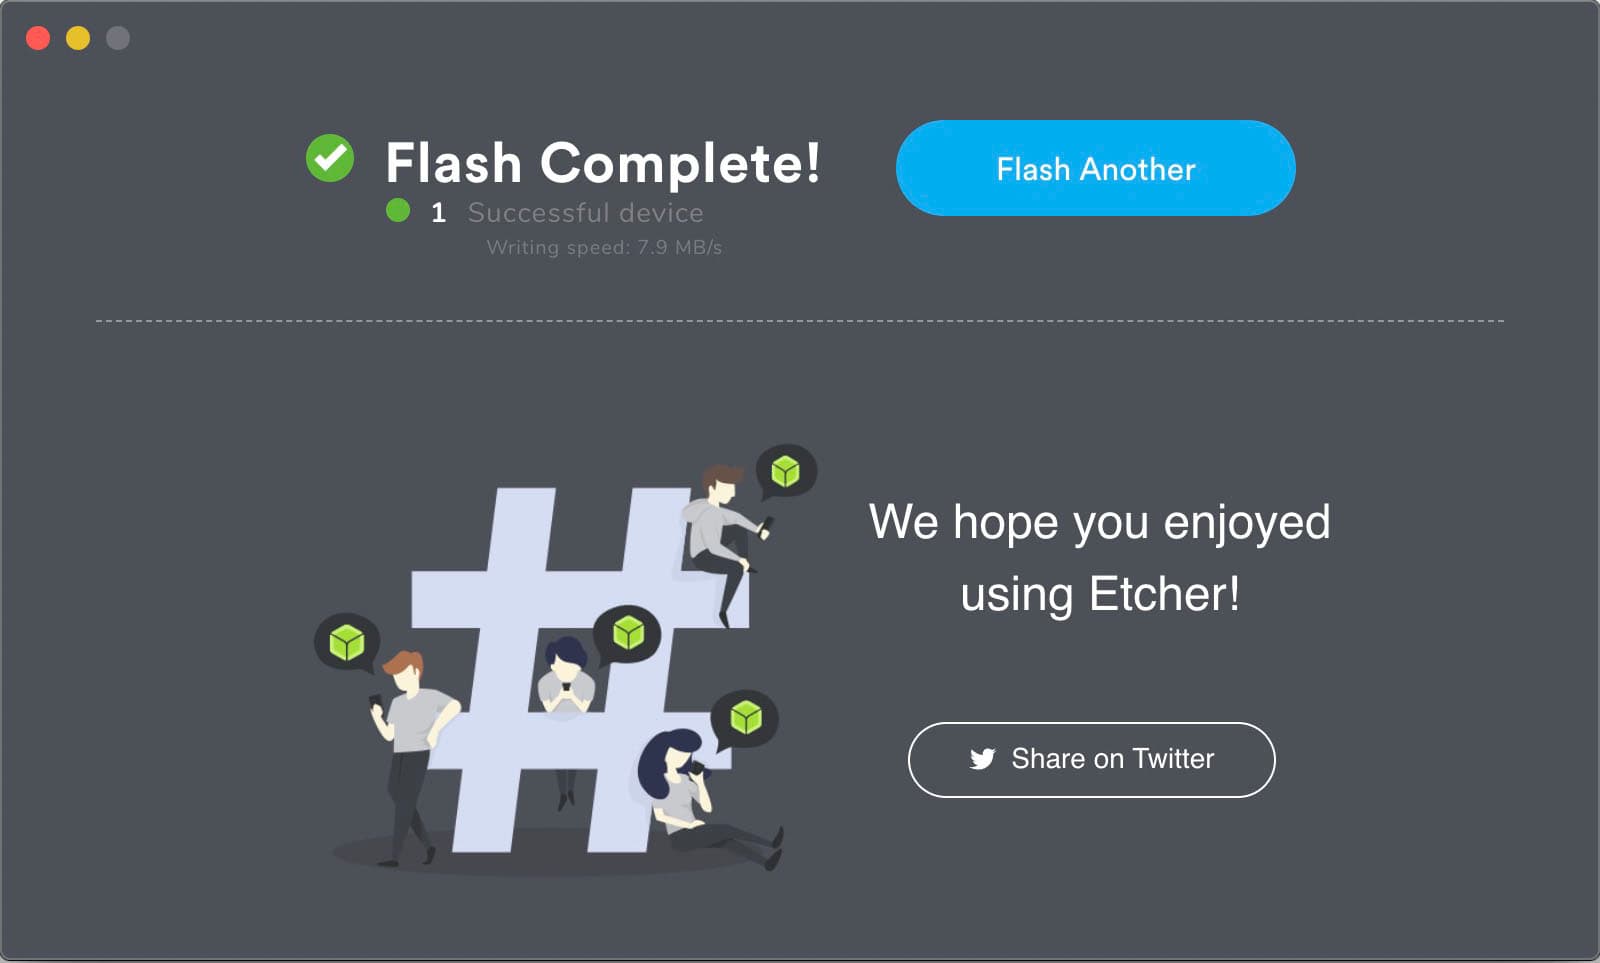 Flash Complete!
1 Successful device
Writing speed: 7.9 MB/s
Flash Another
We hope you enjoyed
using Etcher!
Share on Twitter